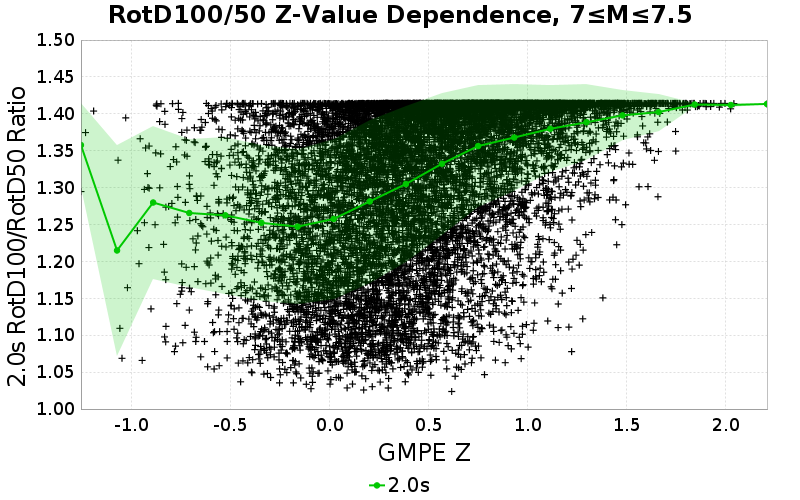 RotD100/50 Z-Value Dependence, 7≤M≤7.5
2.0s RotD100/RotD50 Ratio
1.50
1.45
1.40
1.35
1.30
1.25
1.20
1.15
1.10
1.05
1.00
-1.0 -0.5 0.0 0.5 1.0 1.5 2.0
GMPE Z
2.0s